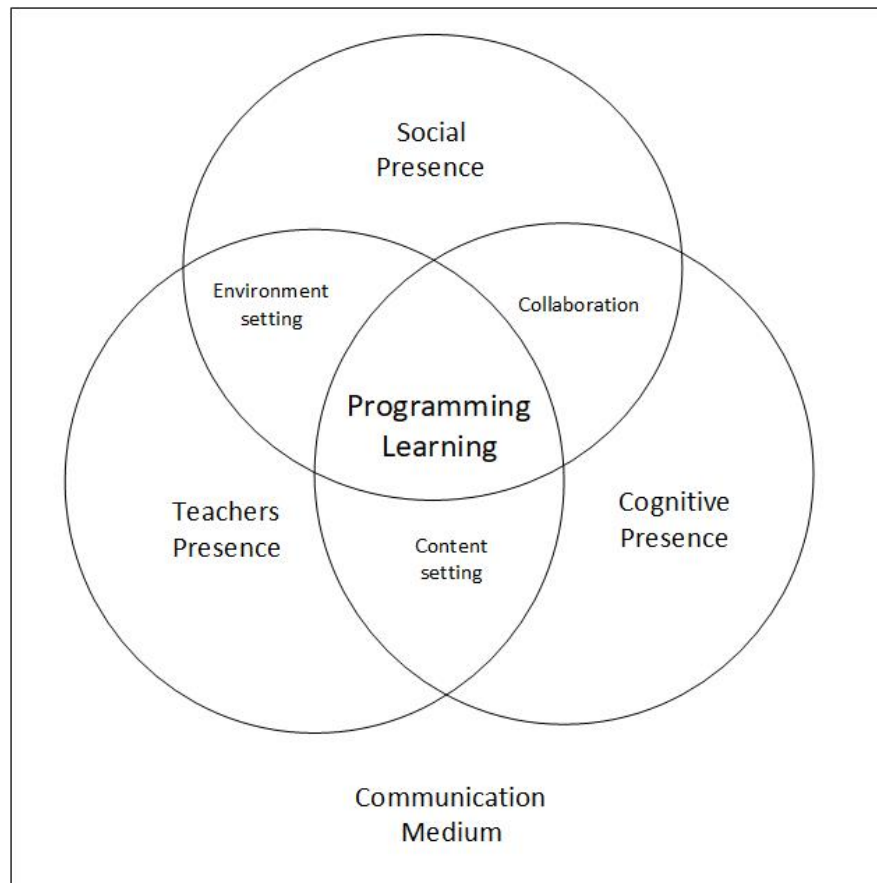 Social
Presence
Environment
setting
Collaboration
Programming
Learning
Teachers
Presence
Cognitive
Presence
Content
setting
Communication
Medium